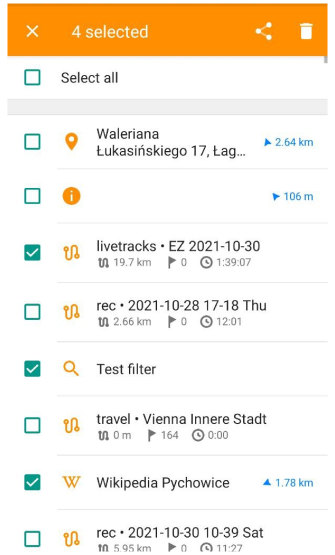 4 selected
Select all
Waleriana
Łukasińskiego 17, Łag…
2.64 km
106 m
livetracks • EZ 2021-10-30
19.7 km 0 1:39:07
rec • 2021-10-28 17-18 Thu
2.66 km 0 12:01
Test filter
travel • Vienna Innere Stadt
0 m 164 0:00
Wikipedia Pychowice
1.78 km
rec • 2021-10-30 10-39 Sat
5.95 km 0 11:27